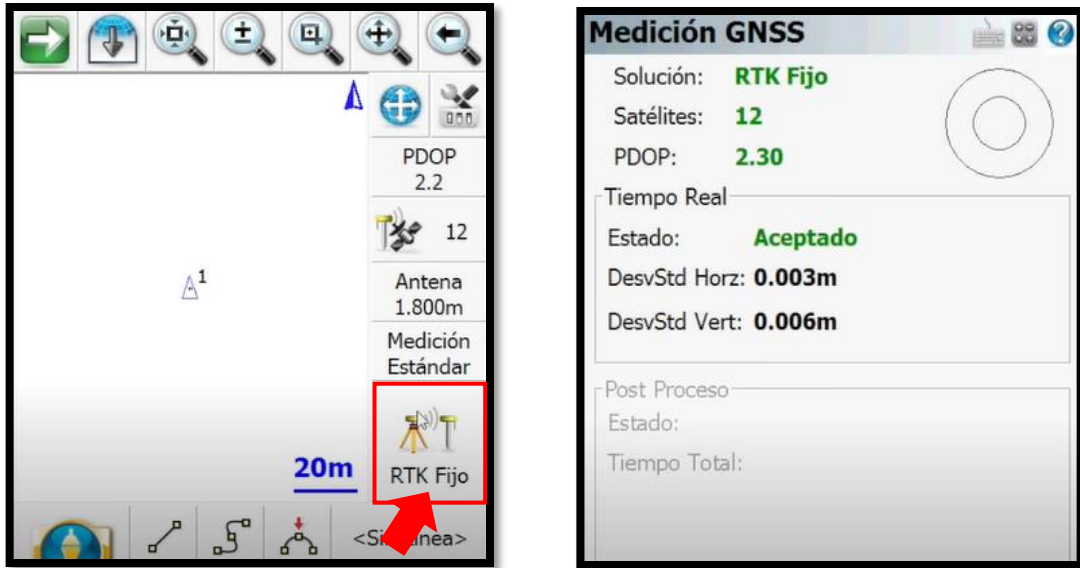 PDOP
2.2
12
1
Antena
1.800m
Medición
Estándar
20m
RTK Fijo
Medición GNSS
Solución: RTK Fijo
Satélites: 12
PDOP: 2.30
Tiempo Real
Estado: Aceptado
DesvStd Horz: 0.003m
DesvStd Vert: 0.006m
Post Proceso
Estado:
Tiempo Total: